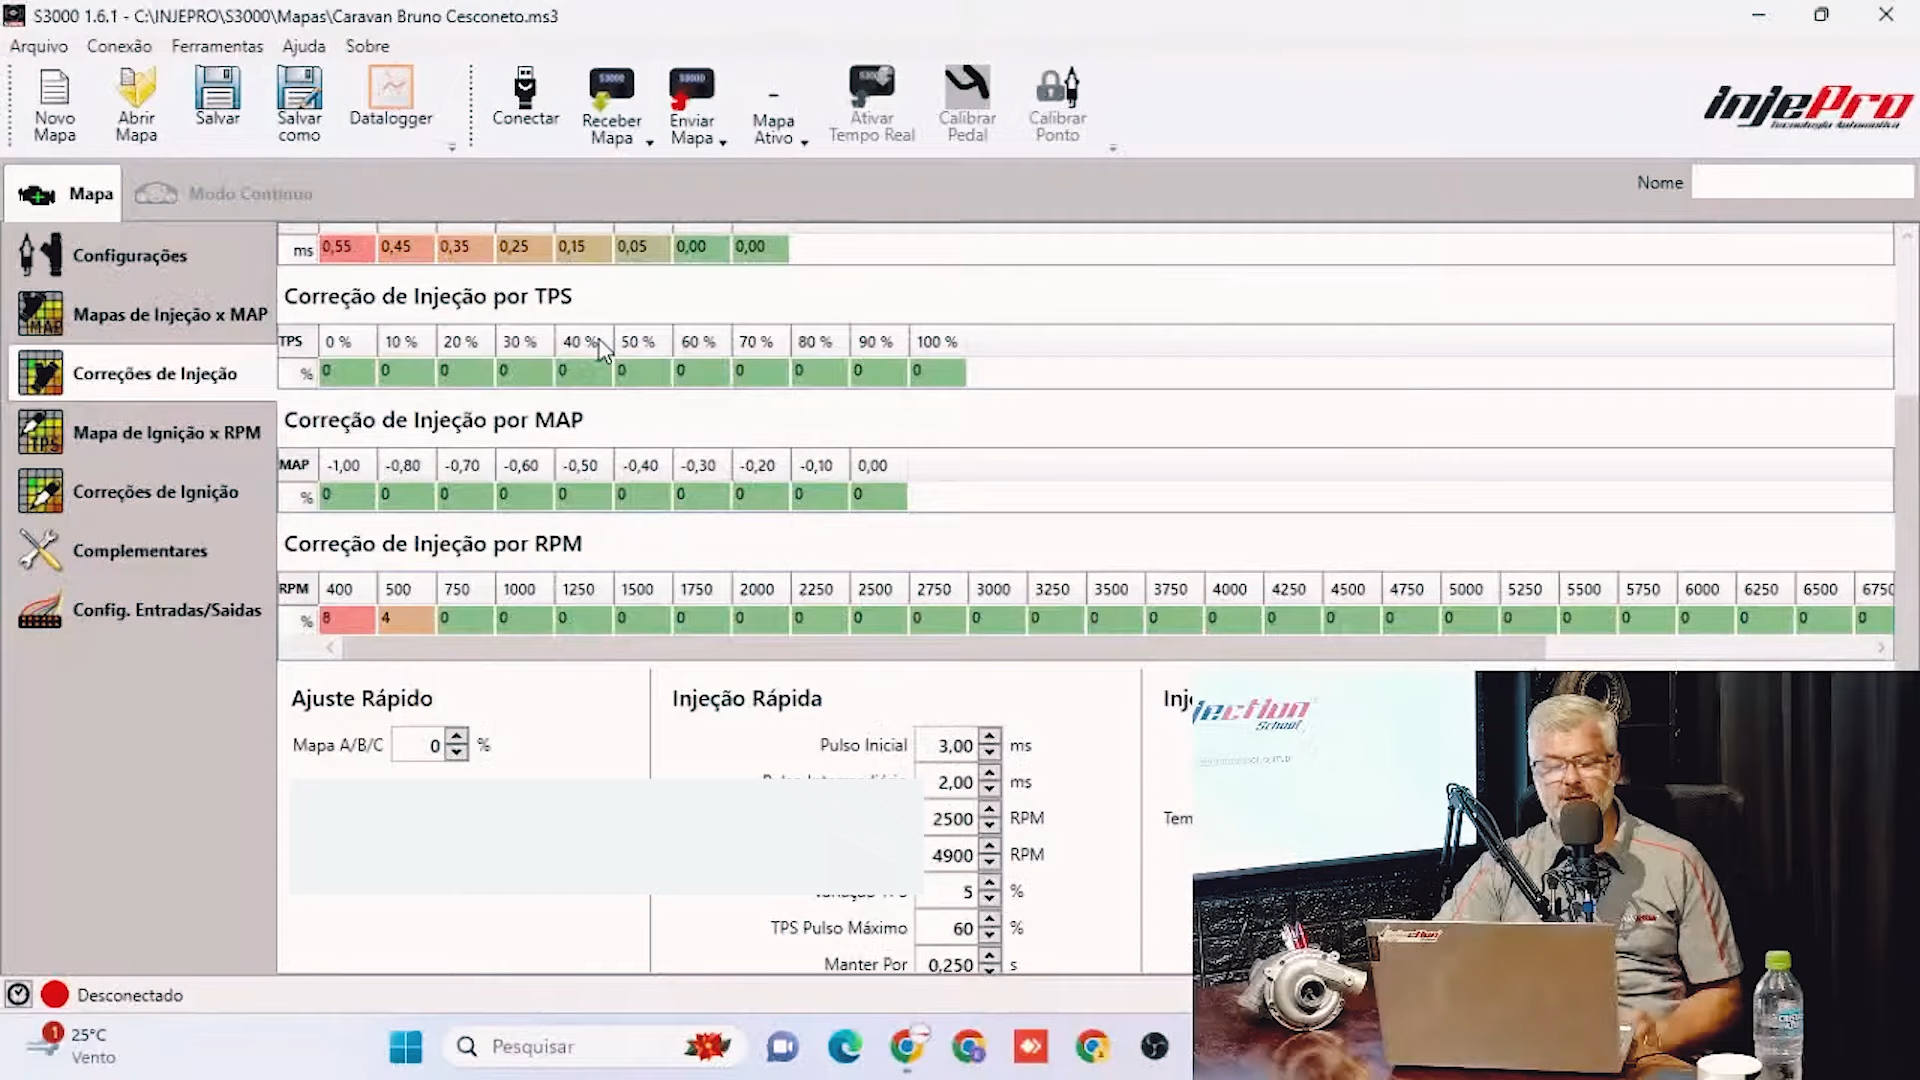 S3000 1.6.1 - C:\INJEPRO\S3000\Mapas\Caravan Bruno Cesconeto.ms3
Arquivo Conexão Ferramentas Ajuda Sobre
Novo Mapa
Abrir Mapa
Salvar
Salvar como
Datalogger
Conectar
Receber Mapa
Enviar Mapa
Mapa Ativo
Ativar Tempo Real
Calibrar Pedal
Calibrar Ponto
InjePro
Tecnologia Automotiva
Mapa
Modo Continuo
Nome
Configurações
Mapas de Injeção x MAP
Correções de Injeção
Mapa de Ignição x RPM
Correções de Ignição
Complementares
Config. Entradas/Saidas
ms 0,55 0,45 0,35 0,25 0,15 0,05 0,00 0,00
Correção de Injeção por TPS
TPS 0 % 10 % 20 % 30 % 40 % 50 % 60 % 70 % 80 % 90 % 100 %
% 0 0 0 0 0 0 0 0 0 0 0
Correção de Injeção por MAP
MAP -1,00 -0,80 -0,70 -0,60 -0,50 -0,40 -0,30 -0,20 -0,10 0,00
% 0 0 0 0 0 0 0 0 0 0
Correção de Injeção por RPM
RPM 400 500 750 1000 1250 1500 1750 2000 2250 2500 2750 3000 3250 3500 3750 4000 4250 4500 4750 5000 5250 5500 5750 6000 6250 6500 6750
% 8 4 0 0 0 0 0 0 0 0 0 0 0 0 0 0 0 0 0 0 0 0 0 0 0 0 0
Ajuste Rápido
Mapa A/B/C 0 %
Injeção Rápida
Pulso Inicial 3,00 ms
2,00 ms
2500 RPM
4900 RPM
5 %
TPS Pulso Máximo 60 %
Manter Por 0,250 s
Inj
Tem
School
Desconectado
1
25°C
Vento
Pesquisar